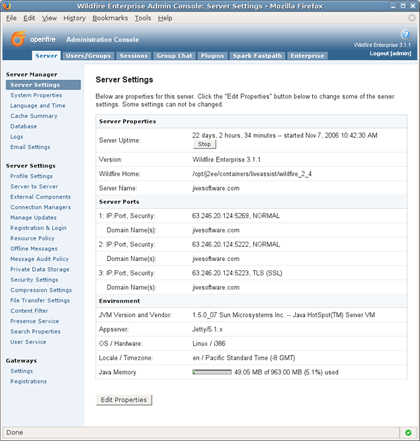 Wildfire Enterprise Admin Console: Server Settings - Mozilla Firefox
File Edit View History Bookmarks Tools Help
openfire Administration Console
Wildfire Enterprise 3.1.1
Logout [admin]
Server Users/Groups Sessions Group Chat Plugins Spark Fastpath Enterprise
Server Manager
Server Settings
System Properties
Language and Time
Cache Summary
Database
Logs
Email Settings
Server Settings
Profile Settings
Server to Server
External Components
Connection Managers
Manage Updates
Registration & Login
Resource Policy
Offline Messages
Message Audit Policy
Private Data Storage
Security Settings
Compression Settings
File Transfer Settings
Content Filter
Presence Service
Search Properties
User Service
Gateways
Settings
Registrations
Server Settings
Below are properties for this server. Click the "Edit Properties" button below to change some of the server
settings. Some settings can not be changed.
Server Properties
Server Uptime: 22 days, 2 hours, 34 minutes -- started Nov 7, 2006 10:42:30 AM
Stop
Version: Wildfire Enterprise 3.1.1
Wildfire Home: /opt/j2ee/containers/liveassist/wildfire_2_4
Server Name: jivesoftware.com
Server Ports
1: IP:Port, Security: 63.246.20.124:5269, NORMAL
Domain Name(s): jivesoftware.com
2: IP:Port, Security: 63.246.20.124:5222, NORMAL
Domain Name(s): jivesoftware.com
3: IP:Port, Security: 63.246.20.124:5223, TLS (SSL)
Domain Name(s): jivesoftware.com
Environment
JVM Version and Vendor: 1.5.0_07 Sun Microsystems Inc. -- Java HotSpot(TM) Server VM
Appserver: Jetty/5.1.x
OS / Hardware: Linux / i386
Locale / Timezone: en / Pacific Standard Time (-8 GMT)
Java Memory 49.05 MB of 963.00 MB (5.1%) used
Edit Properties
Done